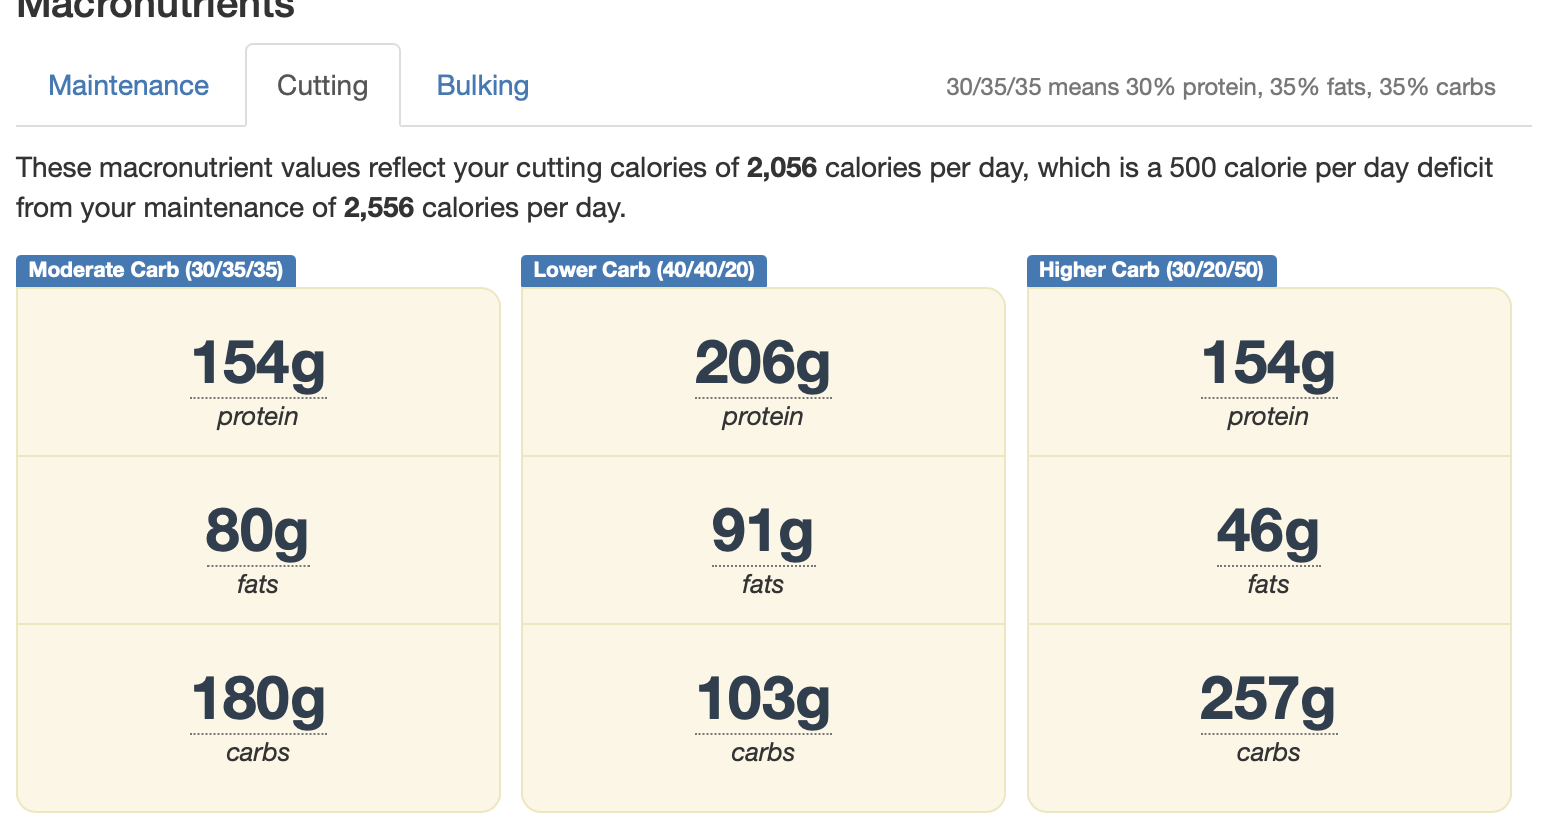 Macronutrients
Maintenance
Cutting
Bulking
30/35/35 means 30% protein, 35% fats, 35% carbs
These macronutrient values reflect your cutting calories of 2,056 calories per day, which is a 500 calorie per day deficit
from your maintenance of 2,556 calories per day.
Moderate Carb (30/35/35)
154g
protein
80g
fats
180g
carbs
Lower Carb (40/40/20)
206g
protein
91g
fats
103g
carbs
Higher Carb (30/20/50)
154g
protein
46g
fats
257g
carbs